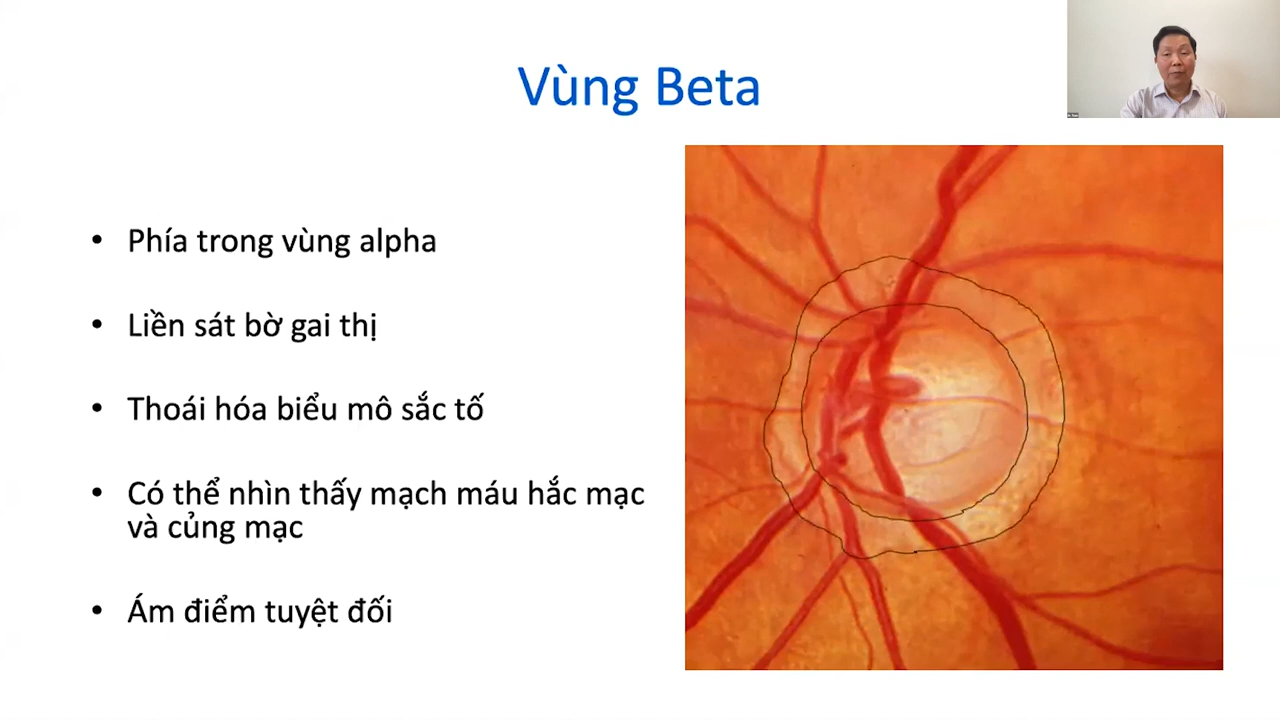 Vùng Beta
• Phía trong vùng alpha
• Liền sát bờ gai thị
• Thoái hóa biểu mô sắc tố
• Có thể nhìn thấy mạch máu hắc mạc
và củng mạc
• Ám điểm tuyệt đối